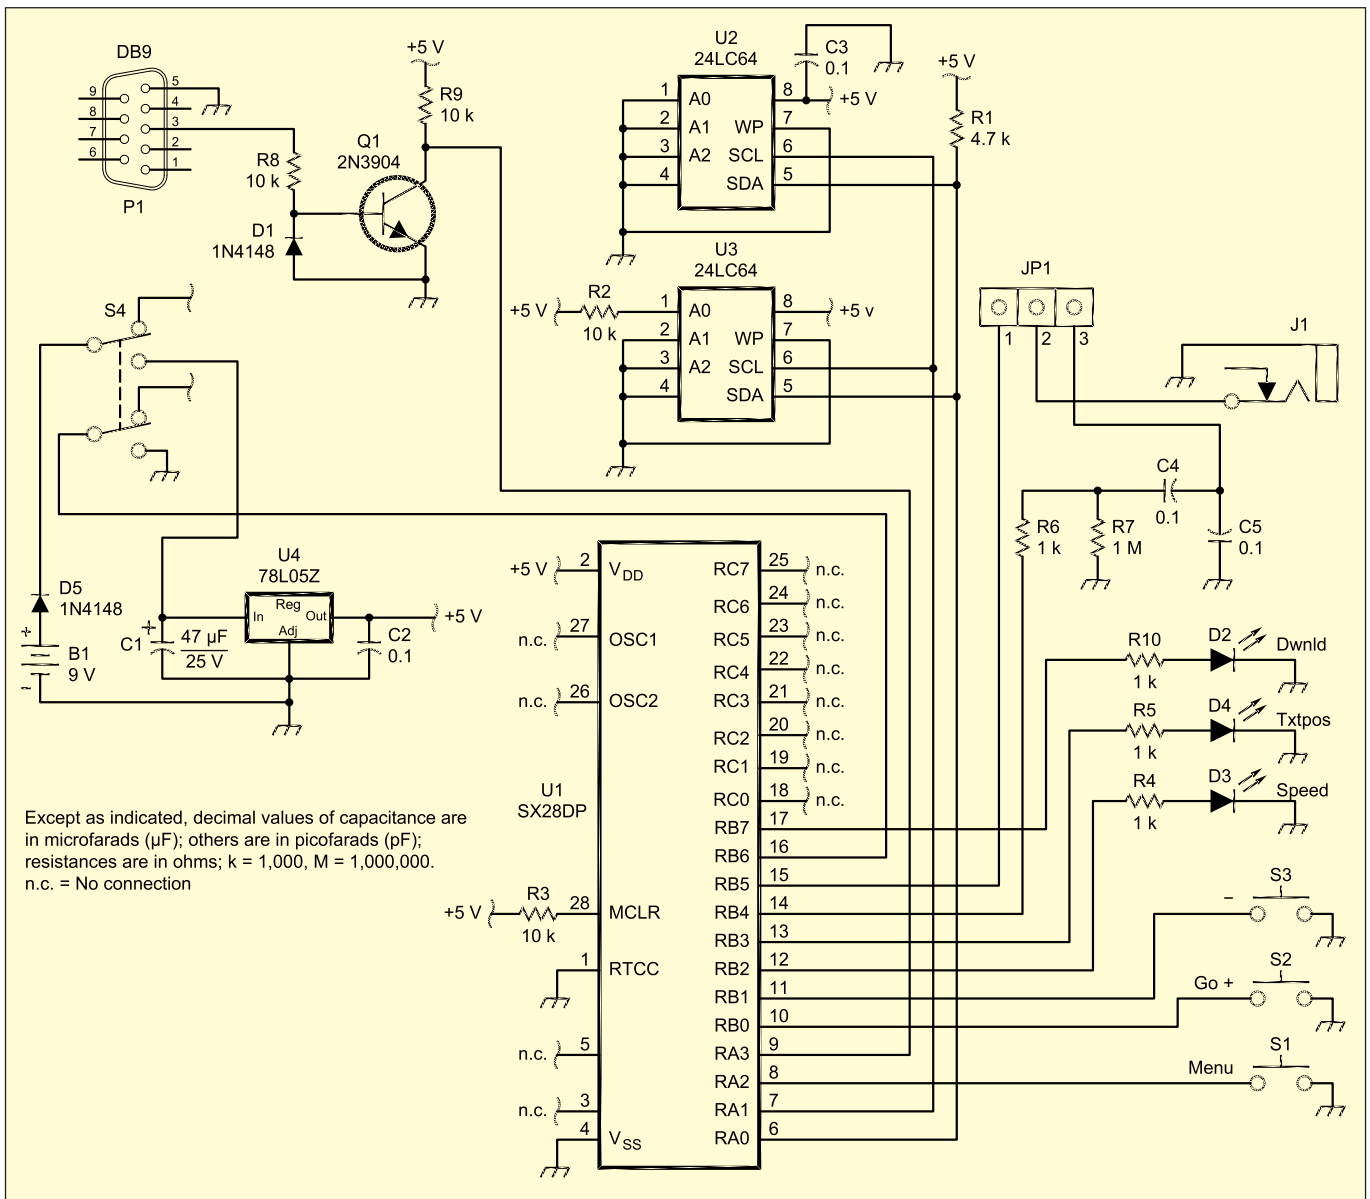 DB9
9
8
7
6
5
4
3
2
1
P1
R8
10 k
D1
1N4148
Q1
2N3904
+5 V
R9
10 k
U2
24LC64
C3
0.1
1 A0 8 +5 V
2 A1 WP 7
3 A2 SCL 6
4 SDA 5
+5 V
R1
4.7 k
U3
24LC64
+5 V R2 10 k
1 A0 8 +5 v
2 A1 WP 7
3 A2 SCL 6
4 SDA 5
JP1
1 2 3
J1
S4
C4
0.1
R6
1 k
R7
1 M
C5
0.1
D5
1N4148
+
B1
9 V
-
+
C1
47 µF
25 V
U4
78L05Z
Reg
In Out
Adj
C2
0.1
+5 V
+5 V 2 VDD
n.c. 27 OSC1
n.c. 26 OSC2
U1
SX28DP
+5 V R3 10 k 28 MCLR
1 RTCC
n.c. 5
n.c. 3
4 VSS
RC7 25 n.c.
RC6 24 n.c.
RC5 23 n.c.
RC4 22 n.c.
RC3 21 n.c.
RC2 20 n.c.
RC1 19 n.c.
RC0 18 n.c.
RB7 17
RB6 16
RB5 15
RB4 14
RB3 13
RB2 12
RB1 11
RB0 10
RA3 9
RA2 8
RA1 7
RA0 6
R10
1 k
D2
Dwnld
R5
1 k
D4
Txtpos
R4
1 k
D3
Speed
S3
–
S2
Go +
S1
Menu
Except as indicated, decimal values of capacitance are
in microfarads (µF); others are in picofarads (pF);
resistances are in ohms; k = 1,000, M = 1,000,000.
n.c. = No connection